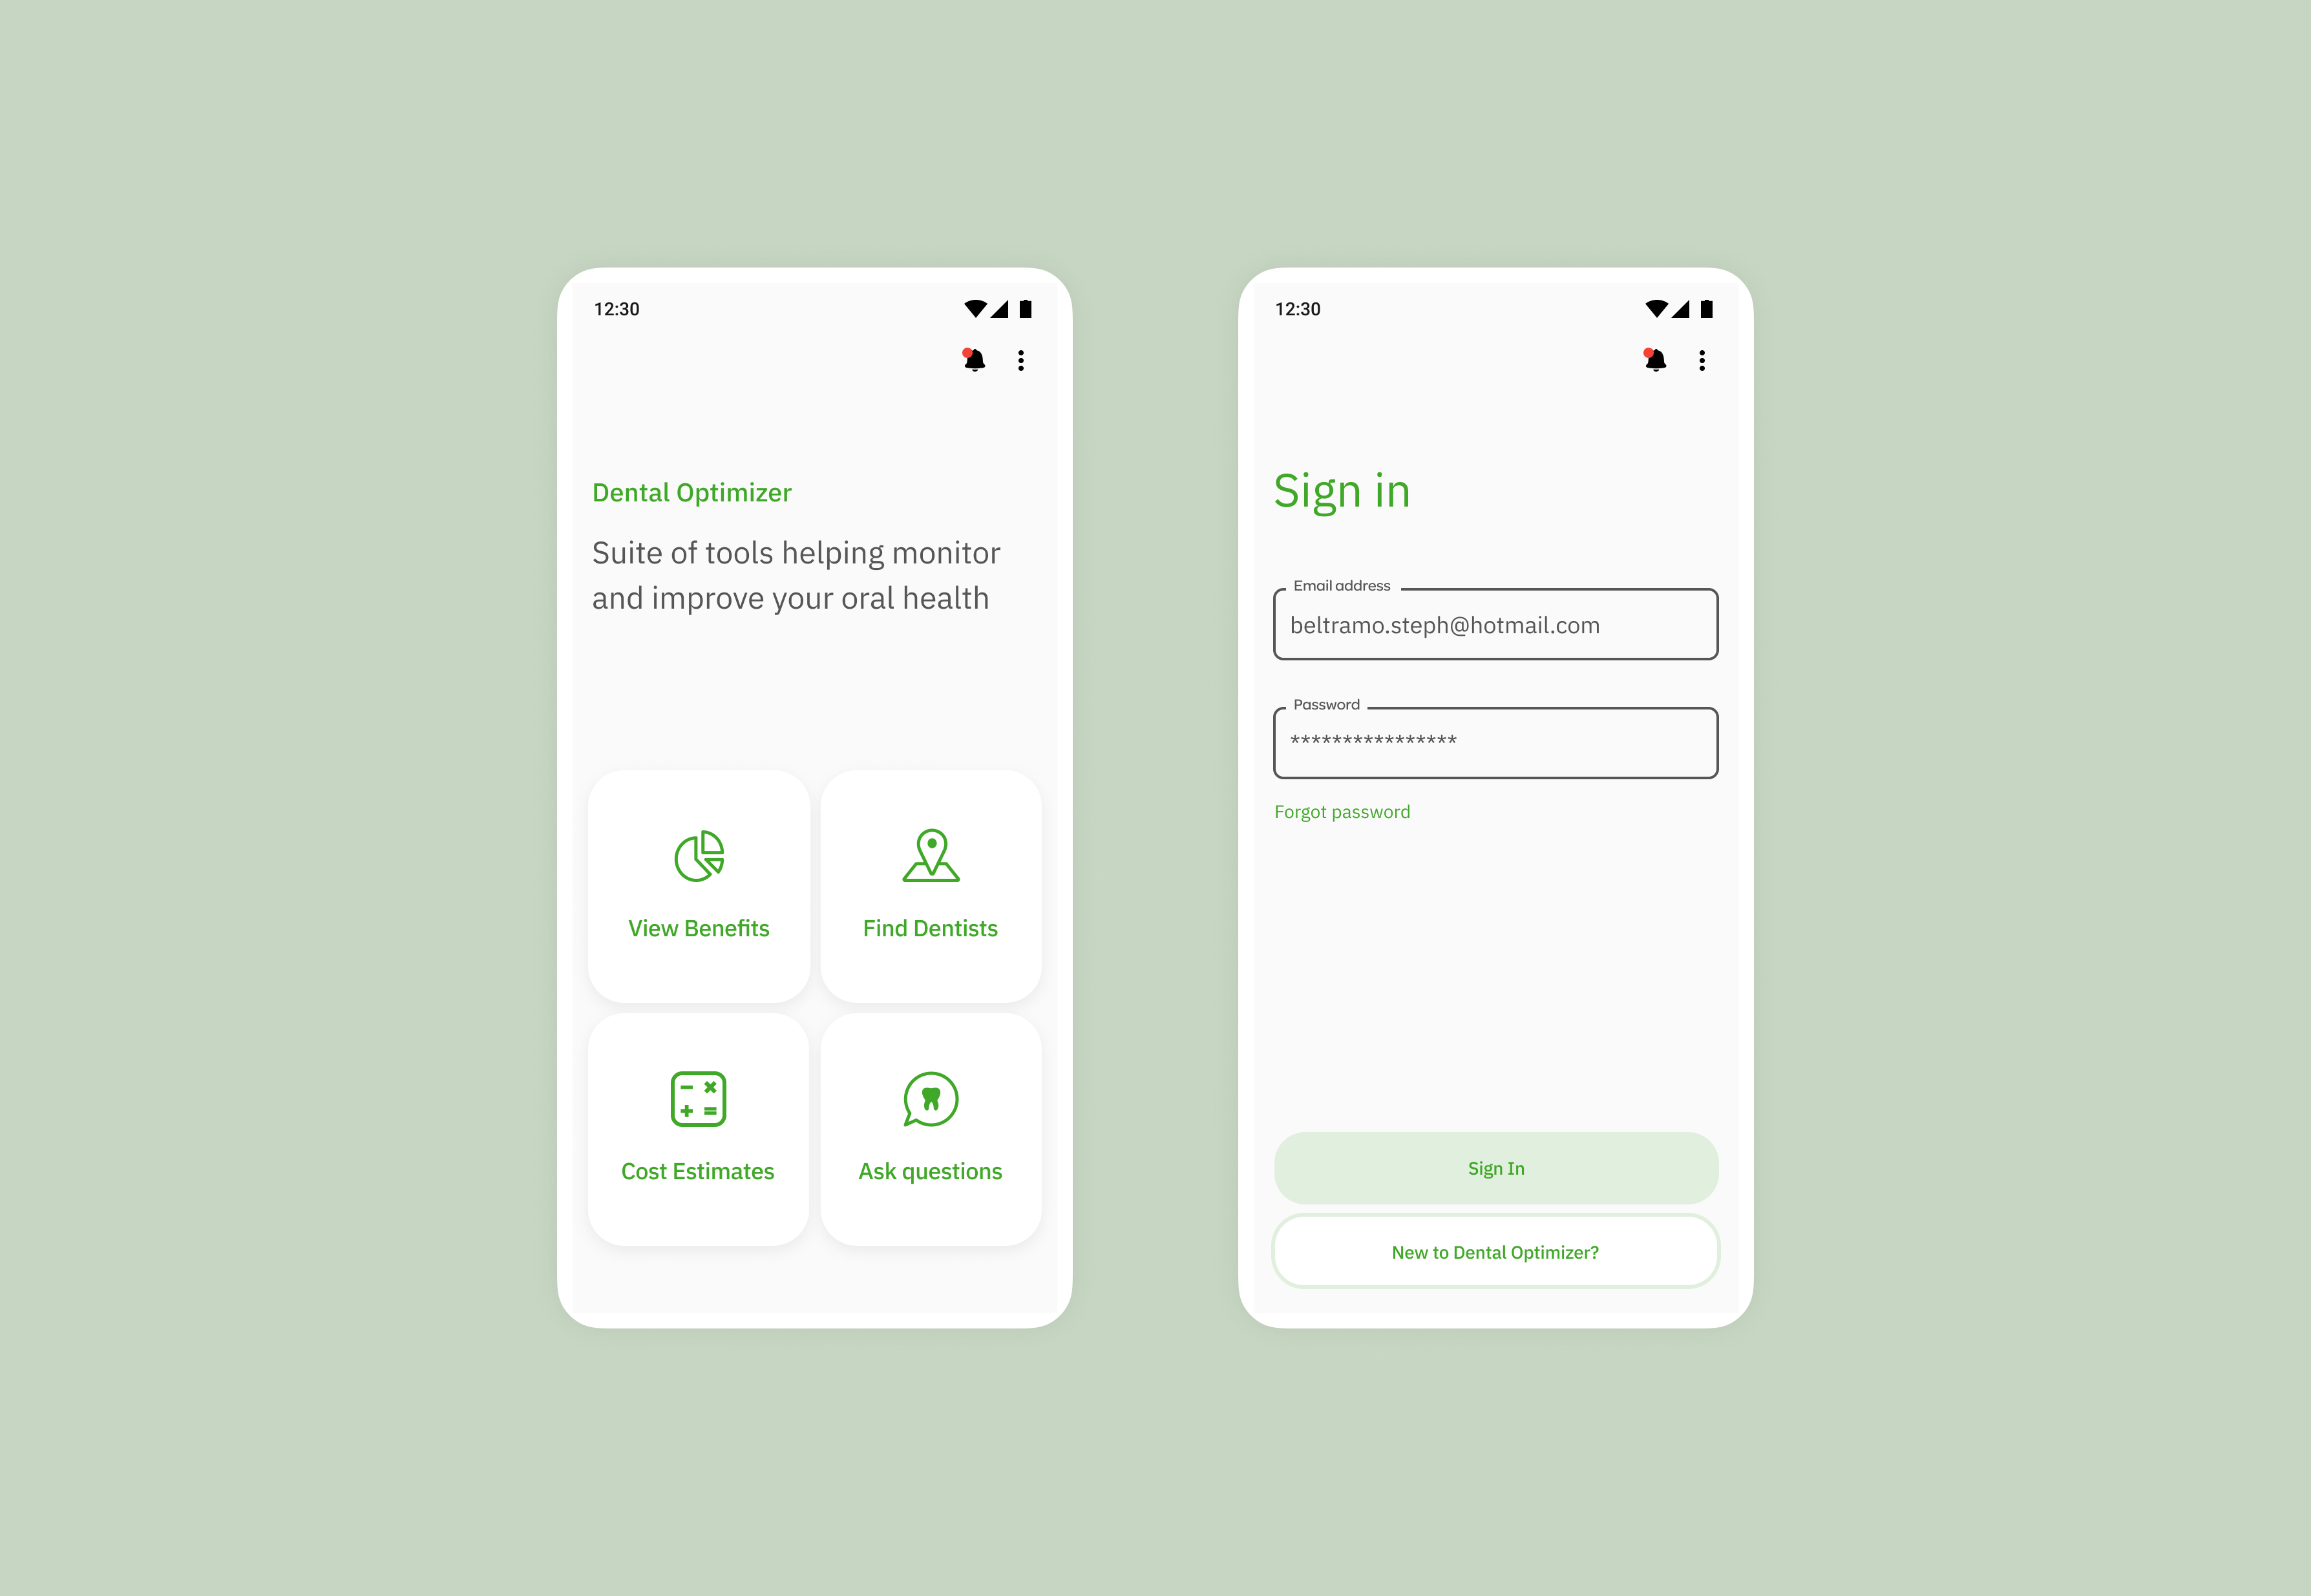 12:30
Dental Optimizer
Suite of tools helping monitor
and improve your oral health
View Benefits
Find Dentists
Cost Estimates
Ask questions
12:30
Sign in
Email address
beltramo.steph@hotmail.com
Password
****************
Forgot password
Sign In
New to Dental Optimizer?